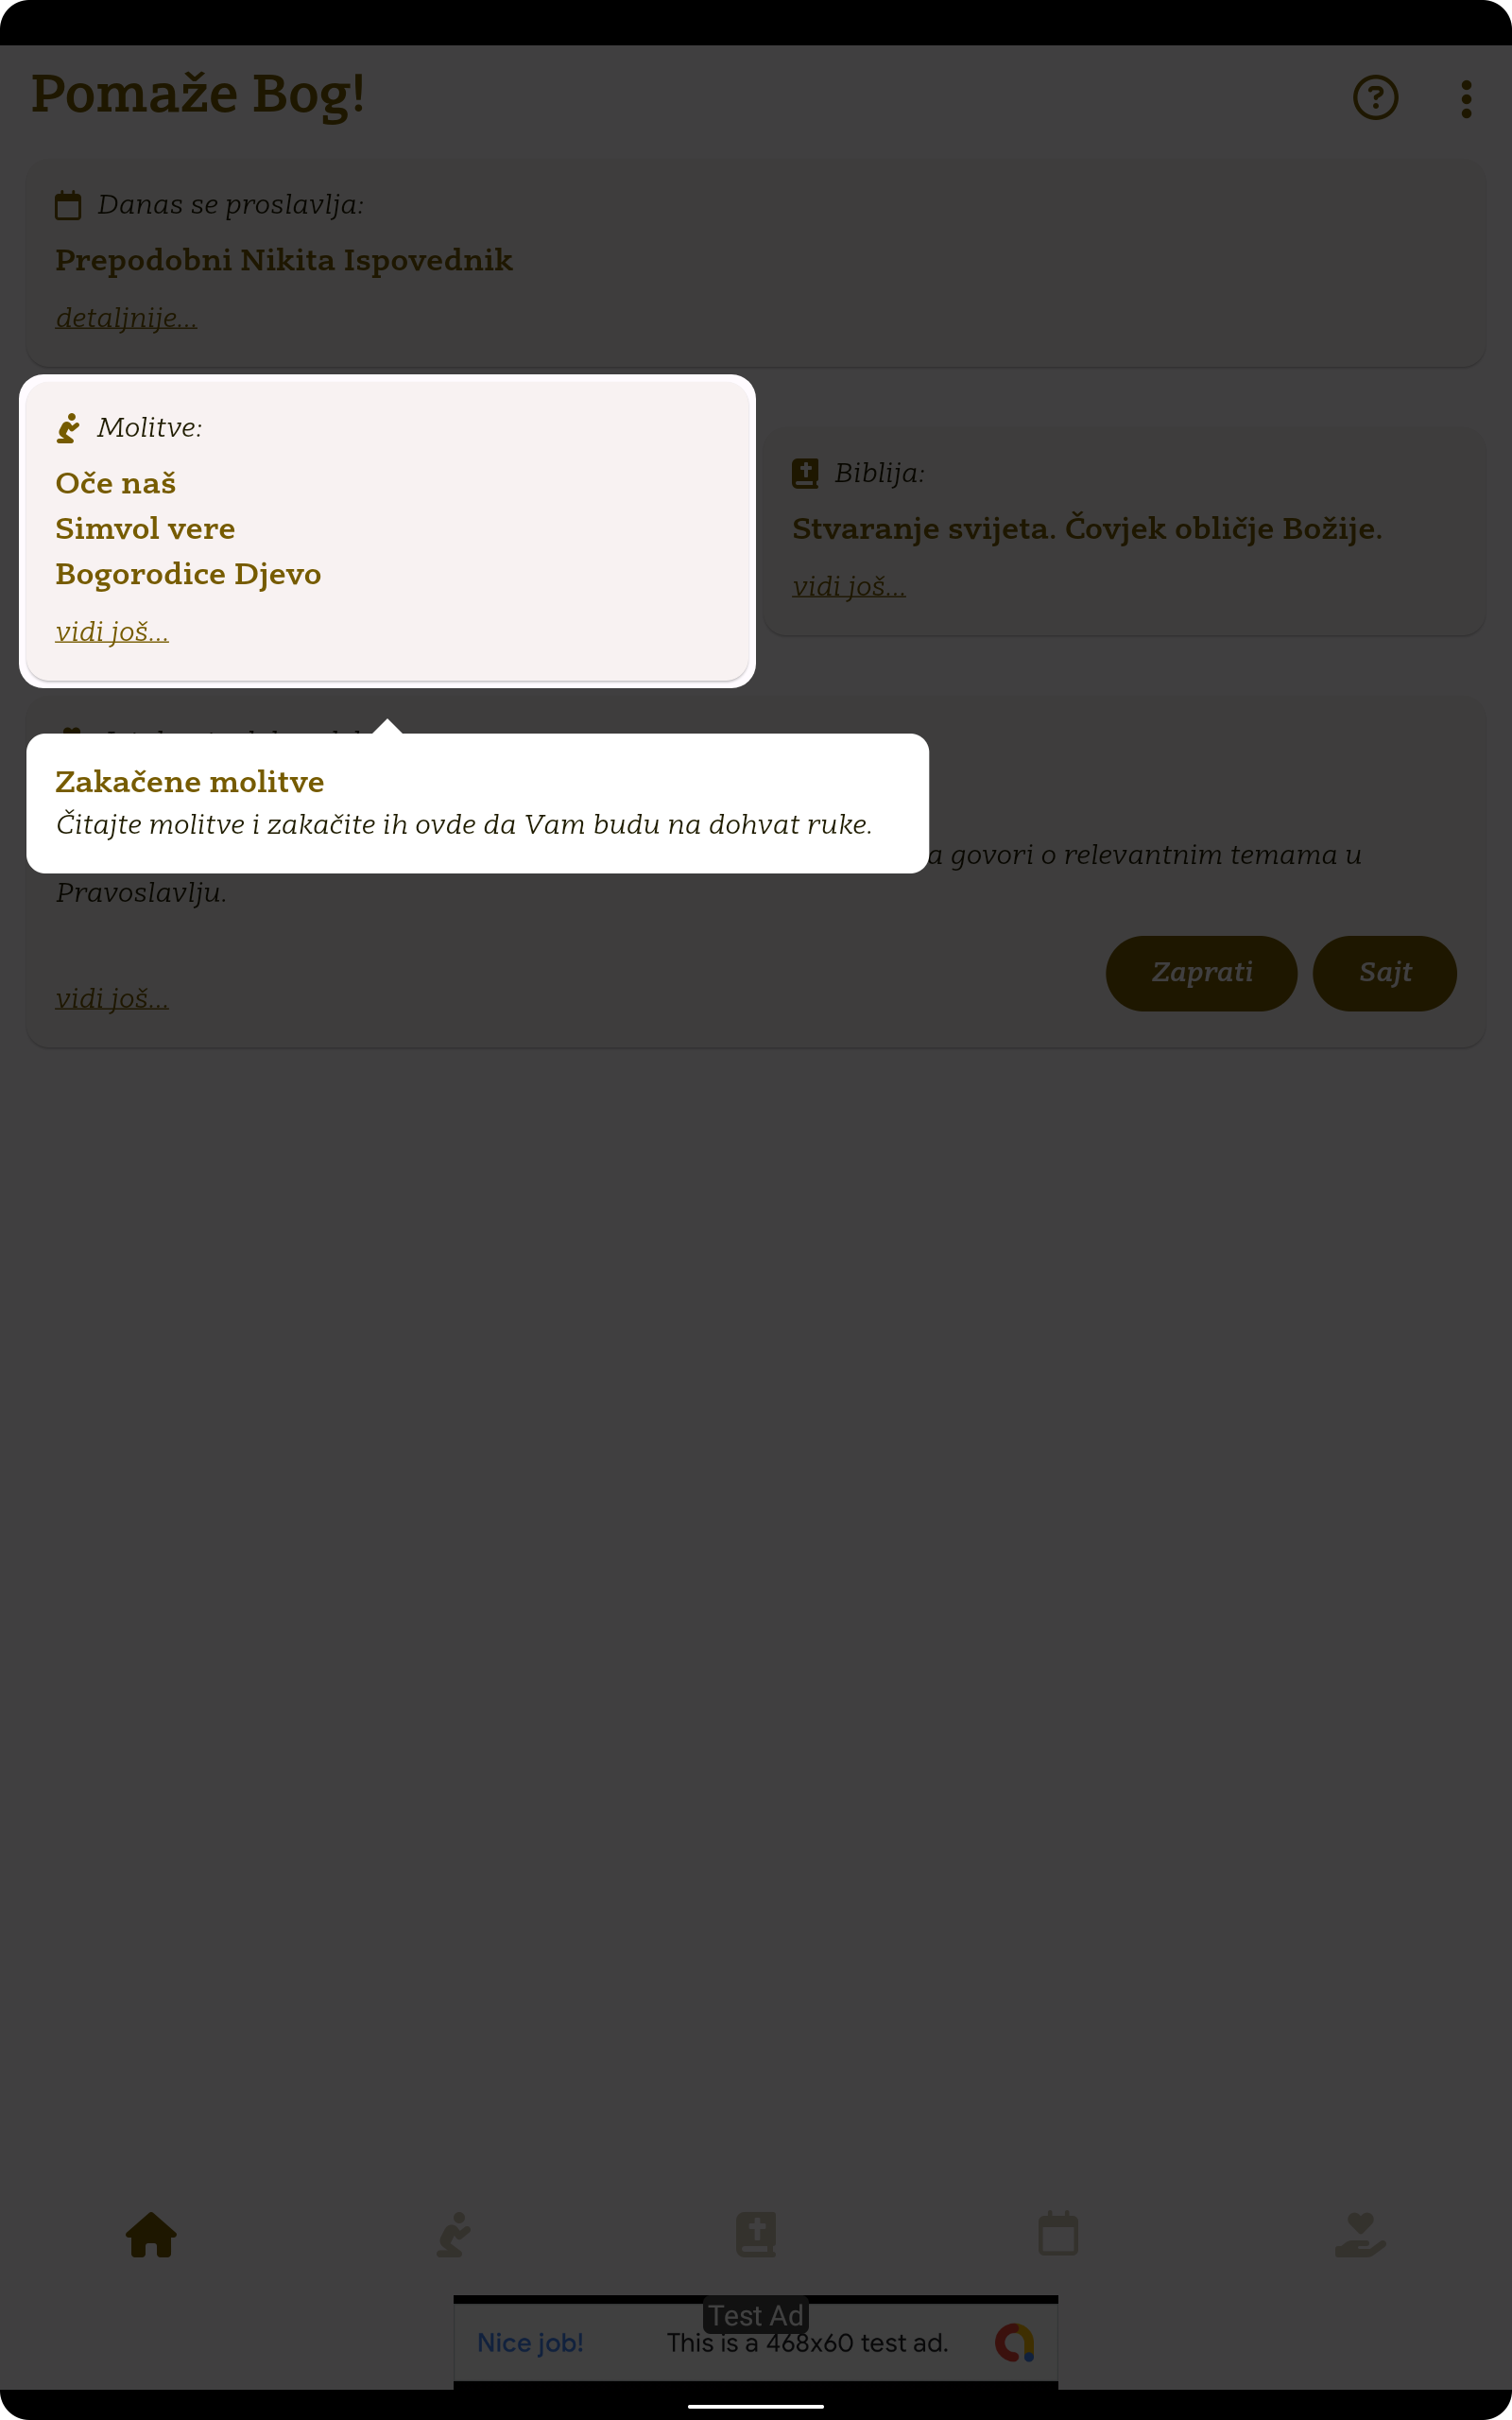 Pomaže Bog!
Danas se proslavlja:
Prepodobni Nikita Ispovednik
detaljnije...
Molitve:
Oče naš
Simvol vere
Bogorodice Djevo
vidi još...
Biblija:
Stvaranje svijeta. Čovjek obličje Božije.
vidi još...
Zakačene molitve
Čitajte molitve i zakačite ih ovde da Vam budu na dohvat ruke.
govori o relevantnim temama u
Pravoslavlju.
vidi još...
Zaprati
Sajt
Test Ad
Nice job!
This is a 468x60 test ad.